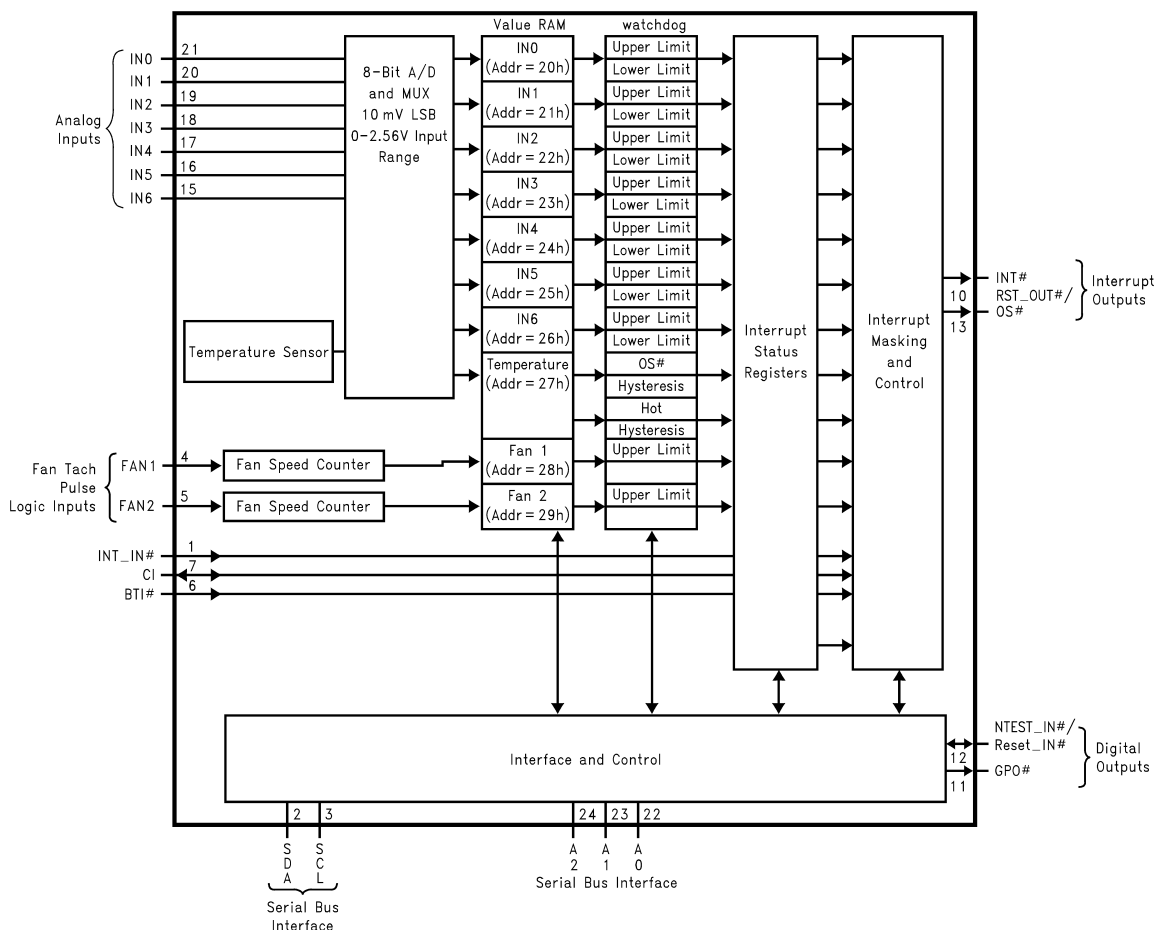 Value RAM
watchdog
Analog
Inputs
IN0
21
IN1
20
IN2
19
IN3
18
IN4
17
IN5
16
IN6
15
8-Bit A/D
and MUX
10 mV LSB
0-2.56V Input
Range
IN0
(Addr = 20h)
IN1
(Addr = 21h)
IN2
(Addr = 22h)
IN3
(Addr = 23h)
IN4
(Addr = 24h)
IN5
(Addr = 25h)
IN6
(Addr = 26h)
Temperature
(Addr = 27h)
Fan 1
(Addr = 28h)
Fan 2
(Addr = 29h)
Upper Limit
Lower Limit
Upper Limit
Lower Limit
Upper Limit
Lower Limit
Upper Limit
Lower Limit
Upper Limit
Lower Limit
Upper Limit
Lower Limit
Upper Limit
Lower Limit
OS#
Hysteresis
Hot
Hysteresis
Upper Limit
Upper Limit
Interrupt
Status
Registers
Interrupt
Masking
and
Control
INT#
10
RST_OUT#/
OS#
13
Interrupt
Outputs
Temperature Sensor
Fan Tach
Pulse
Logic Inputs
FAN1
4
Fan Speed Counter
FAN2
5
Fan Speed Counter
INT_IN#
1
CI
7
BTI#
6
Interface and Control
NTEST_IN#/
Reset_IN#
12
GPO#
11
Digital
Outputs
2
3
24
23
22
SDA
SCL
A2
A1
A0
Serial Bus Interface
Serial Bus
Interface